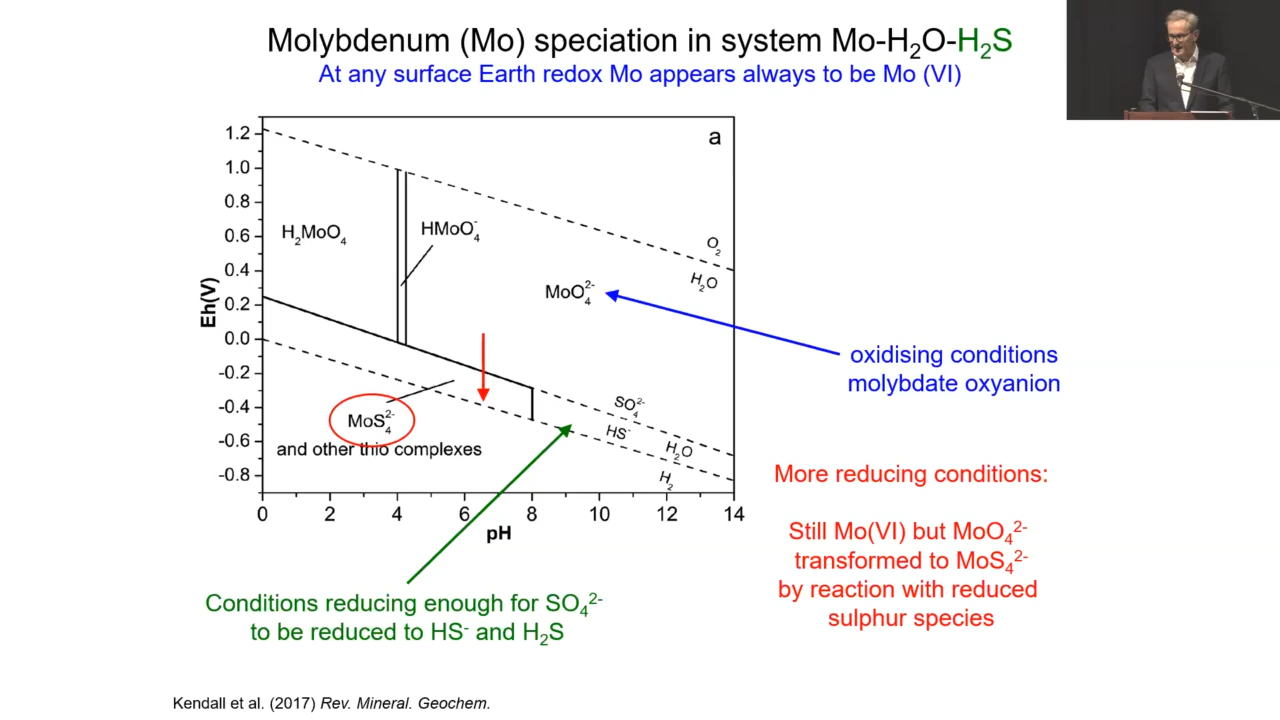 Molybdenum (Mo) speciation in system Mo-H₂O-H₂S
At any surface Earth redox Mo appears always to be Mo (VI)
a
Eh(V)
1.2
1.0
0.8
0.6
0.4
0.2
0.0
-0.2
-0.4
-0.6
-0.8
H₂MoO₄
HMoO₄⁻
MoO₄²⁻
O₂
H₂O
SO₄²⁻
HS⁻
H₂O
H₂
MoS₄²⁻
and other thio complexes
0 2 4 6 8 10 12 14
pH
oxidising conditions
molybdate oxyanion
More reducing conditions:
Still Mo(VI) but MoO₄²⁻
transformed to MoS₄²⁻
by reaction with reduced
sulphur species
Conditions reducing enough for SO₄²⁻
to be reduced to HS⁻ and H₂S
Kendall et al. (2017) Rev. Mineral. Geochem.